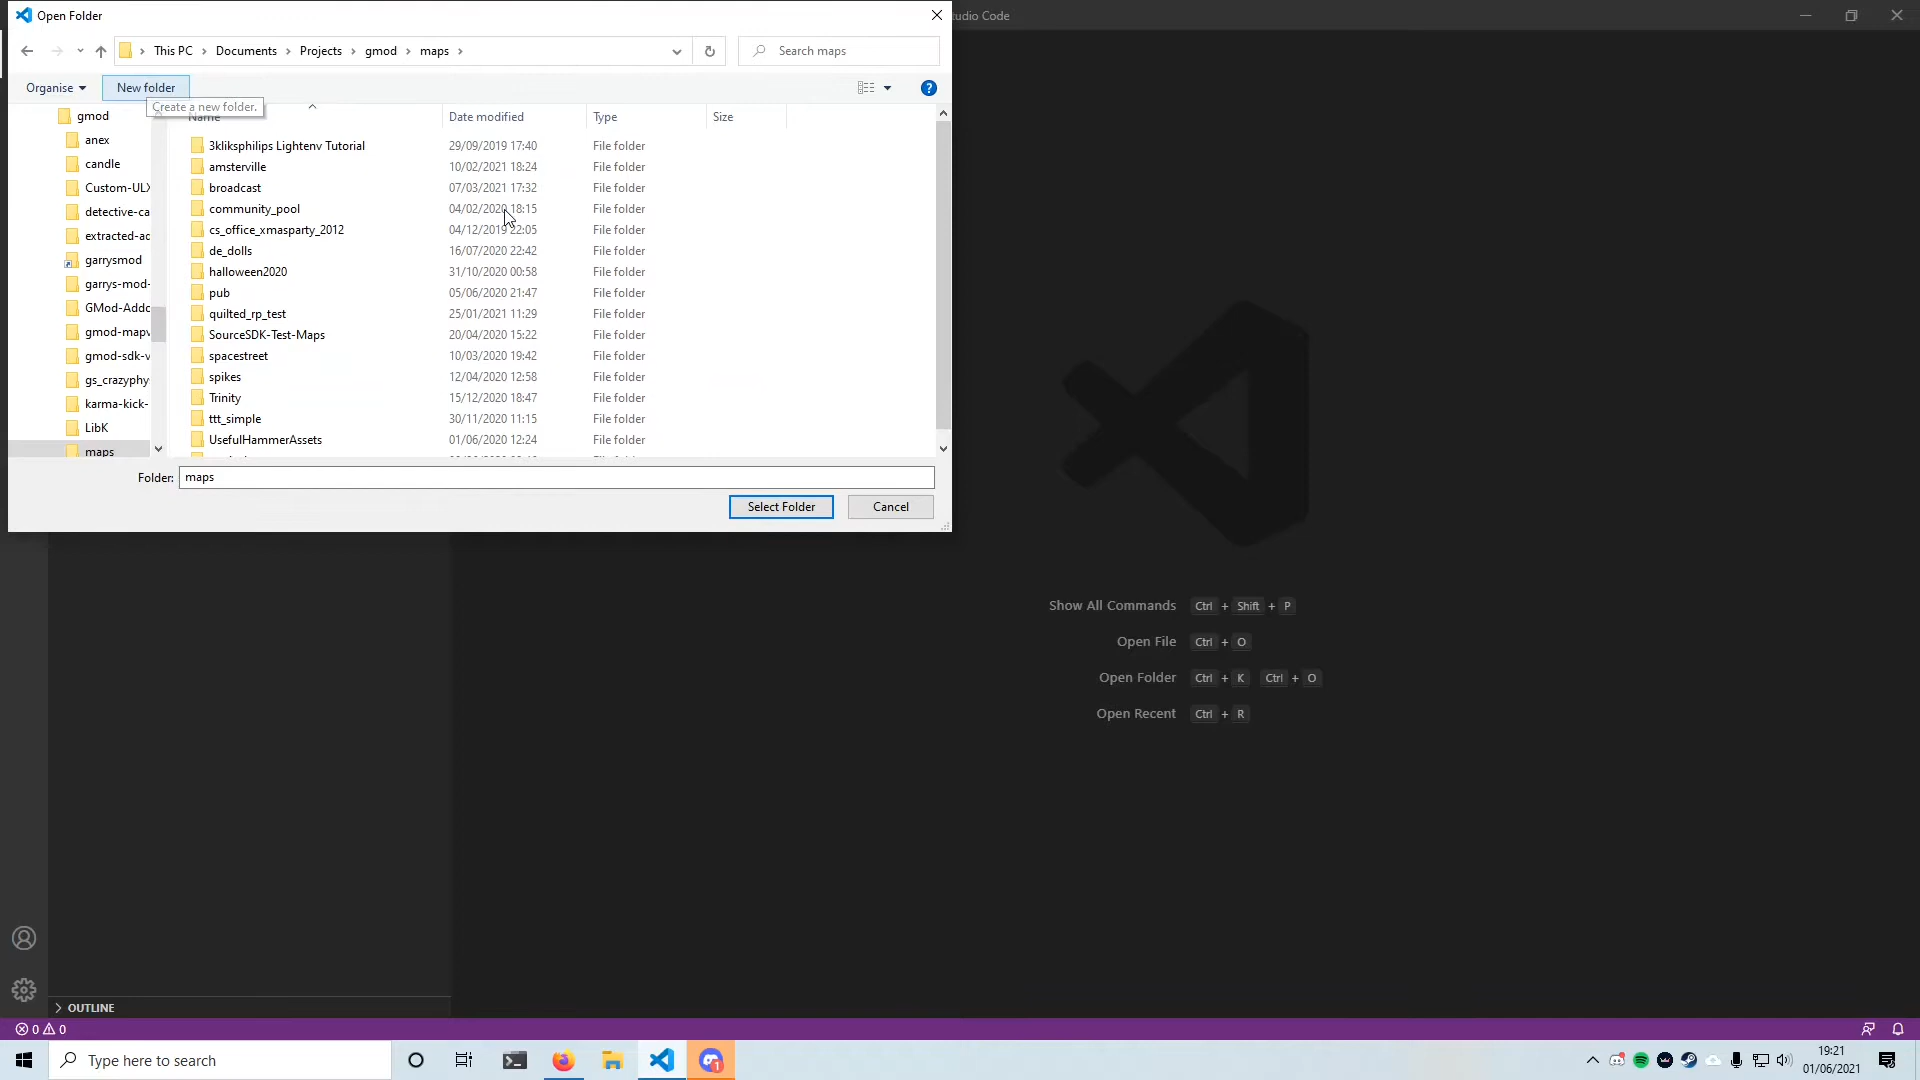 Open Folder
tudio Code
This PC > Documents > Projects > gmod > maps >
Search maps
Organise
New folder
Create a new folder.
Name
Date modified
Type
Size
gmod
anex
candle
Custom-ULX
detective-ca
extracted-ad
garrysmod
garrys-mod-
GMod-Addo
gmod-mapv
gmod-sdk-v
gs_crazyphy
karma-kick-
LibK
maps
3kliksphilips Lightenv Tutorial 29/09/2019 17:40 File folder
amsterville 10/02/2021 18:24 File folder
broadcast 07/03/2021 17:32 File folder
community_pool 04/02/2020 18:15 File folder
cs_office_xmasparty_2012 04/12/2019 22:05 File folder
de_dolls 16/07/2020 22:42 File folder
halloween2020 31/10/2020 00:58 File folder
pub 05/06/2020 21:47 File folder
quilted_rp_test 25/01/2021 11:29 File folder
SourceSDK-Test-Maps 20/04/2020 15:22 File folder
spacestreet 10/03/2020 19:42 File folder
spikes 12/04/2020 12:58 File folder
Trinity 15/12/2020 18:47 File folder
ttt_simple 30/11/2020 11:15 File folder
UsefulHammerAssets 01/06/2020 12:24 File folder
Folder: maps
Select Folder
Cancel
Show All Commands Ctrl + Shift + P
Open File Ctrl + O
Open Folder Ctrl + K Ctrl + O
Open Recent Ctrl + R
OUTLINE
0 0
Type here to search
1
19:21
01/06/2021